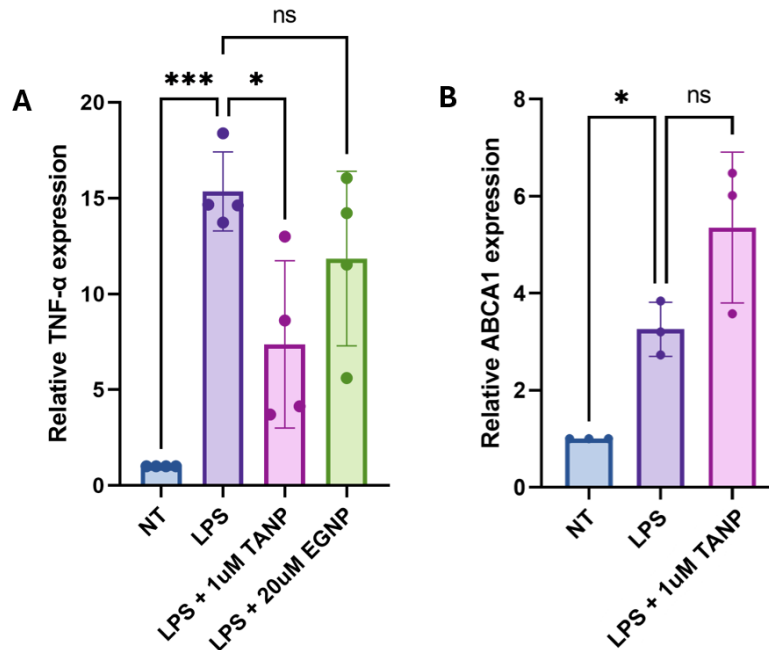 A
ns
***
*
Relative TNF-α expression
20
15
10
5
0
NT
LPS
LPS + 1uM TANP
LPS + 20uM EGNP
B
*
ns
Relative ABCA1 expression
8
6
4
2
0
NT
LPS
LPS + 1uM TANP